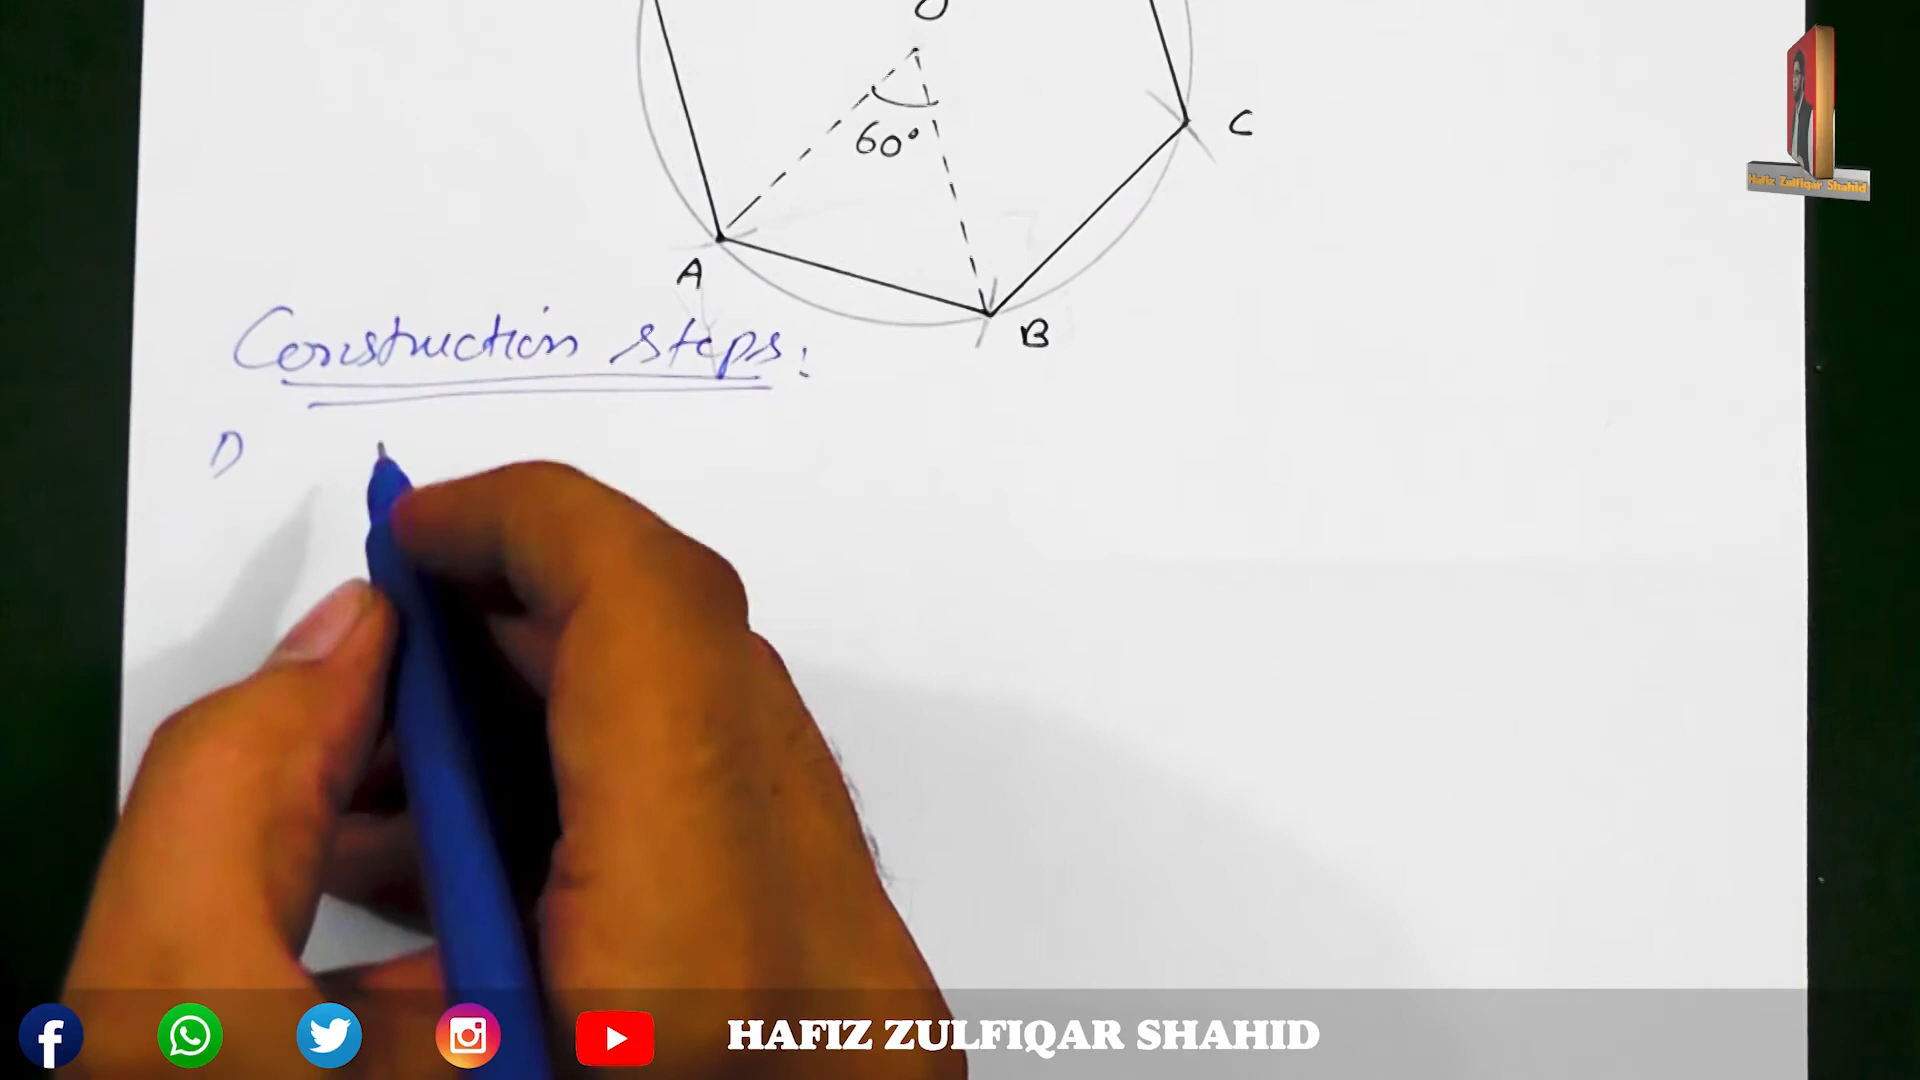 O
60°
C
Hafiz Zulfiqar Shahid
A
B
Construction steps:
1)
HAFIZ ZULFIQAR SHAHID